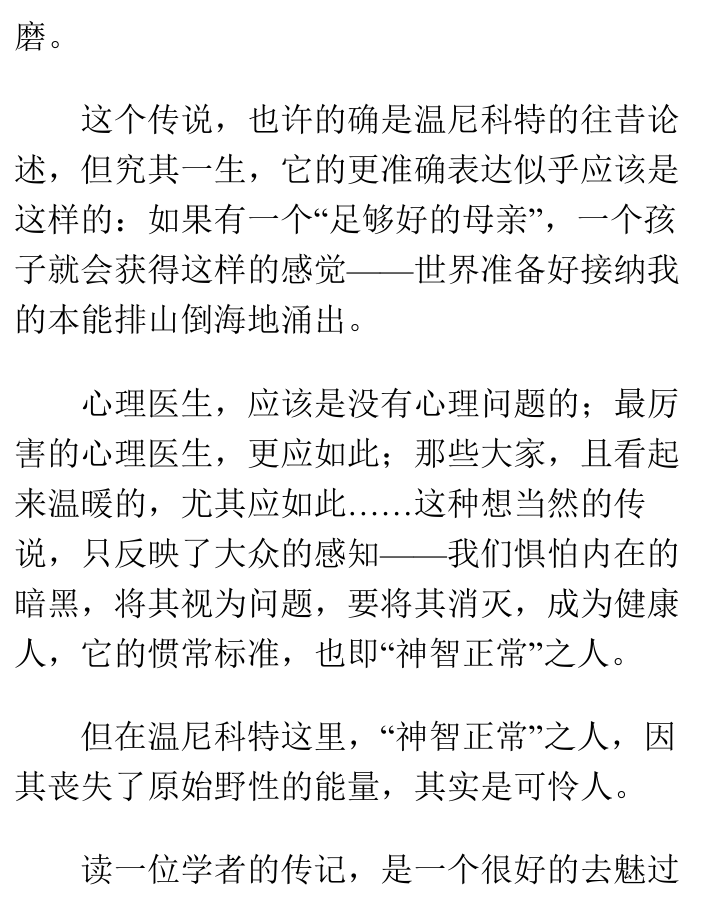 磨。
这个传说，也许的确是温尼科特的往昔论
述，但究其一生，它的更准确表达似乎应该是
这样的：如果有一个“足够好的母亲”，一个孩
子就会获得这样的感觉——世界准备好接纳我
的本能排山倒海地涌出。
心理医生，应该是没有心理问题的；最厉
害的心理医生，更应如此；那些大家，且看起
来温暖的，尤其应如此……这种想当然的传
说，只反映了大众的感知——我们惧怕内在的
暗黑，将其视为问题，要将其消灭，成为健康
人，它的惯常标准，也即“神智正常”之人。
但在温尼科特这里，“神智正常”之人，因
其丧失了原始野性的能量，其实是可怜人。
读一位学者的传记，是一个很好的去魅过